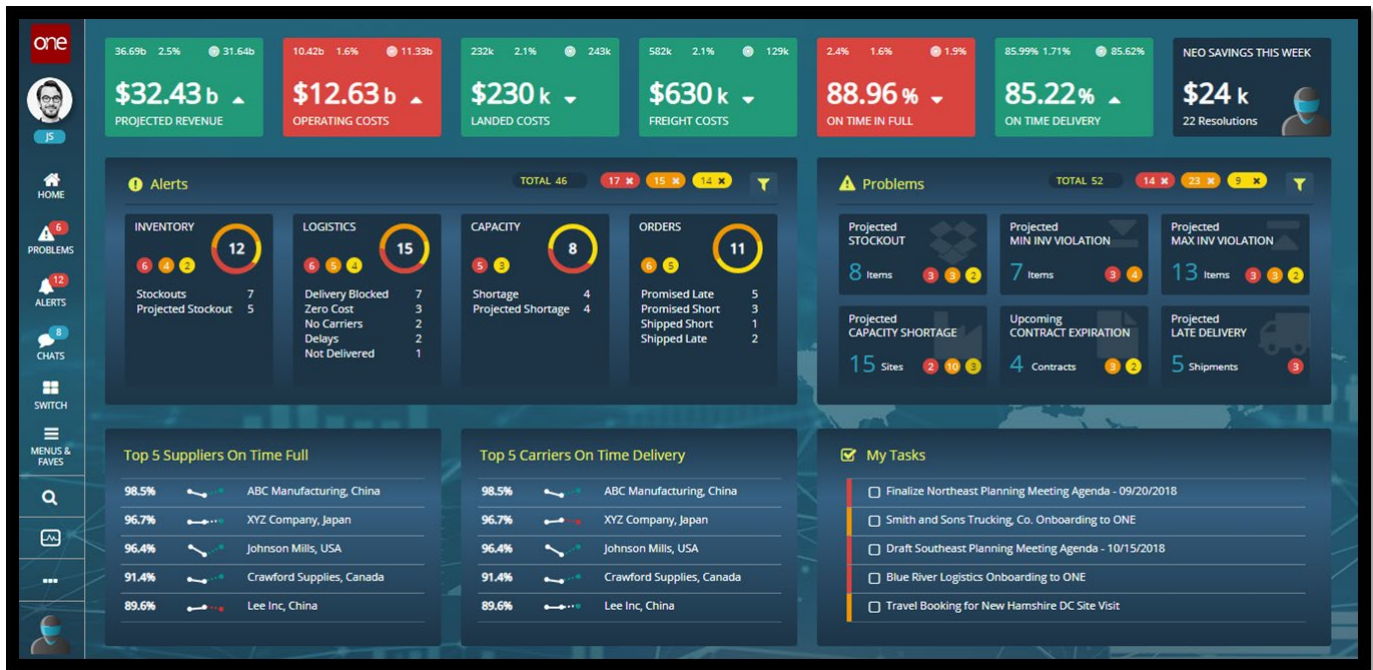 one
JS
HOME
6
PROBLEMS
12
ALERTS
8
CHATS
SWITCH
MENUS &
FAVES
36.69b 2.5% 31.64b
$32.43 b
PROJECTED REVENUE
10.42b 1.6% 11.33b
$12.63 b
OPERATING COSTS
232k 2.1% 243k
$230 k
LANDED COSTS
582k 2.1% 129k
$630 k
FREIGHT COSTS
2.4% 1.6% 1.9%
88.96 %
ON TIME IN FULL
85.99% 1.71% 85.62%
85.22 %
ON TIME DELIVERY
NEO SAVINGS THIS WEEK
$24 k
22 Resolutions
Alerts
TOTAL 46 17 x 15 x 14 x
INVENTORY
12
6 4 2
Stockouts 7
Projected Stockout 5
LOGISTICS
15
6 5 4
Delivery Blocked 7
Zero Cost 3
No Carriers 2
Delays 2
Not Delivered 1
CAPACITY
8
5 3
Shortage 4
Projected Shortage 4
ORDERS
11
6 5
Promised Late 5
Promised Short 3
Shipped Short 1
Shipped Late 2
Problems
TOTAL 52 14 x 23 x 9 x
Projected
STOCKOUT
8 Items 3 3 2
Projected
MIN INV VIOLATION
7 Items 3 4
Projected
MAX INV VIOLATION
13 Items 3 3 2
Projected
CAPACITY SHORTAGE
15 Sites 2 10 3
Upcoming
CONTRACT EXPIRATION
4 Contracts 3 2
Projected
LATE DELIVERY
5 Shipments 3
Top 5 Suppliers On Time Full
98.5% ABC Manufacturing, China
96.7% XYZ Company, Japan
96.4% Johnson Mills, USA
91.4% Crawford Supplies, Canada
89.6% Lee Inc, China
Top 5 Carriers On Time Delivery
98.5% ABC Manufacturing, China
96.7% XYZ Company, Japan
96.4% Johnson Mills, USA
91.4% Crawford Supplies, Canada
89.6% Lee Inc, China
My Tasks
Finalize Northeast Planning Meeting Agenda - 09/20/2018
Smith and Sons Trucking, Co. Onboarding to ONE
Draft Southeast Planning Meeting Agenda - 10/15/2018
Blue River Logistics Onboarding to ONE
Travel Booking for New Hamshire DC Site Visit